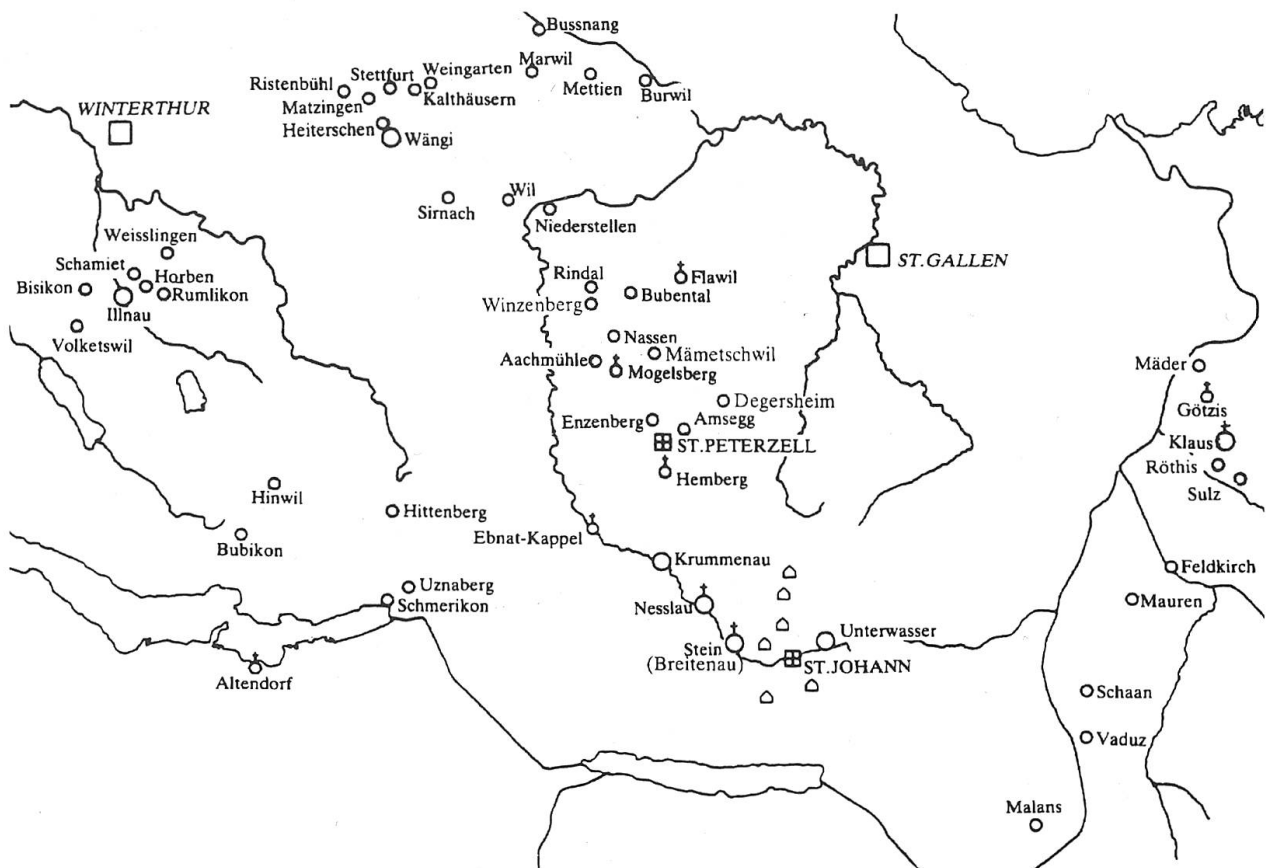 Bussnang
Marwil
Weingarten
Stettfurt
Ristenbühl
Mettien
Burwil
Kalthäusern
Matzingen
WINTERTHUR
Heiterschen
Wängi
Wil
Sirnach
Niederstellen
Weisslingen
ST.GALLEN
Schamiet
Horben
Rindal
Flawil
Bisikon
Rumlikon
Bubental
Winzenberg
Illnau
Volketswil
Nassen
Mämetschwil
Aachmühle
Mogelsberg
Mäder
Degersheim
Götzis
Enzenberg
Amsegg
ST.PETERZELL
Klaus
Röthis
Hemberg
Sulz
Hinwil
Hittenberg
Ebnat-Kappel
Bubikon
Krummenau
Feldkirch
Uznaberg
Schmerikon
Nesslau
Mauren
Unterwasser
Stein
(Breitenau)
ST.JOHANN
Altendorf
Schaan
Vaduz
Malans